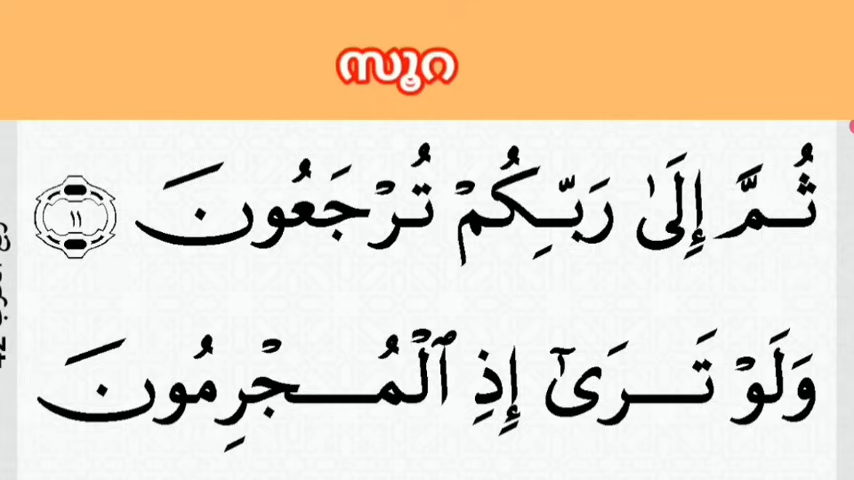 സൂറ
ثُمَّ إِلَىٰ رَبِّكُمْ تُرْجَعُونَ ١١
وَلَوْ تَرَىٰٓ إِذِ ٱلْمُجْرِمُونَ